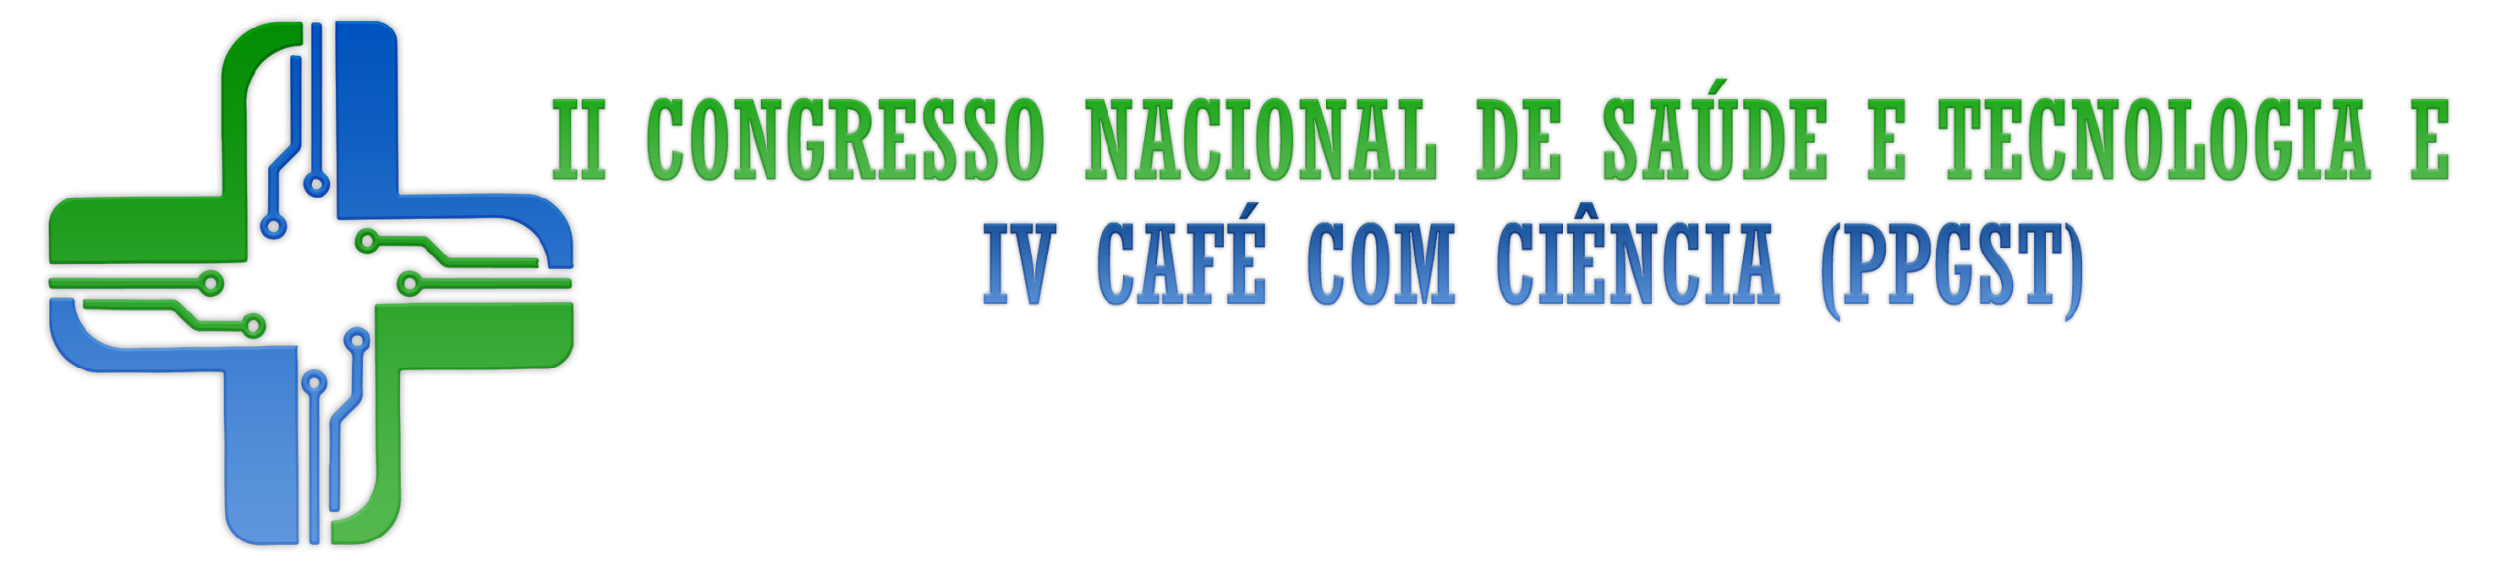 II CONGRESSO NACIONAL DE SAÚDE E TECNOLOGIA E
IV CAFÉ COM CIÊNCIA (PPGST)